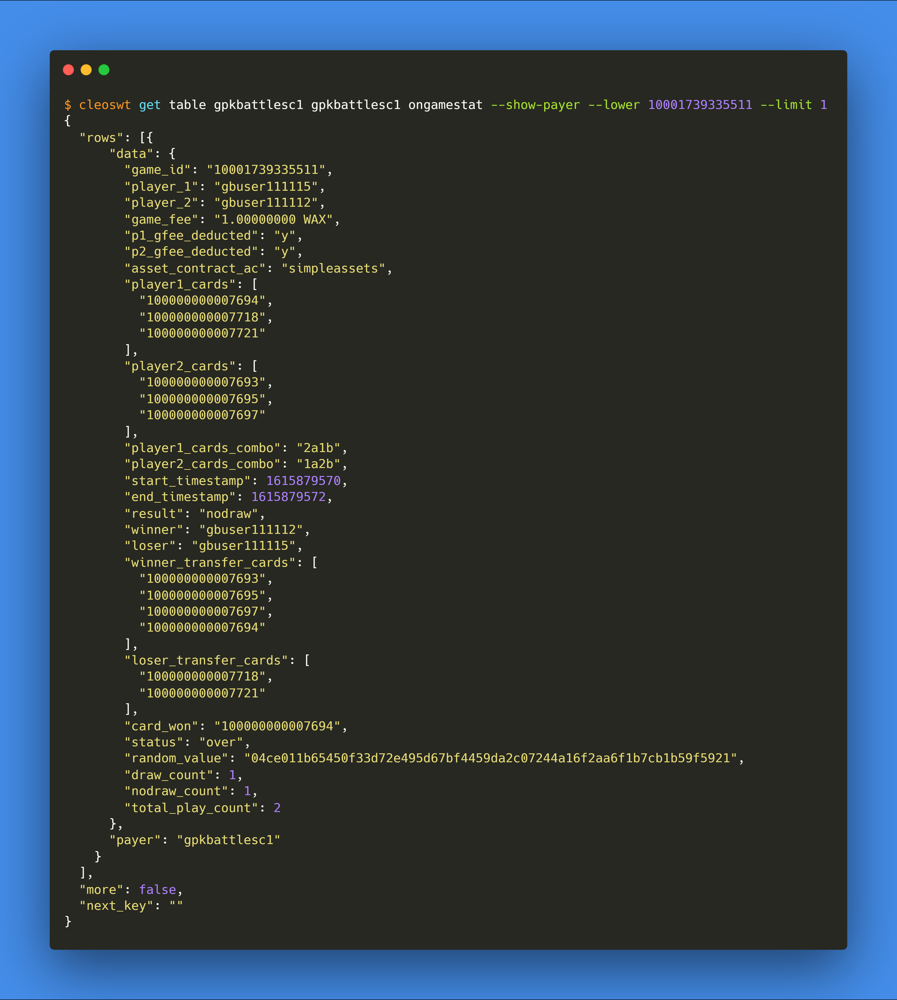 $ cleoswt get table gpkbattlesc1 gpkbattlesc1 ongamestat --show-payer --lower 10001739335511 --limit 1
{
  "rows": [{
      "data": {
        "game_id": "10001739335511",
        "player_1": "gbuser111115",
        "player_2": "gbuser111112",
        "game_fee": "1.00000000 WAX",
        "p1_gfee_deducted": "y",
        "p2_gfee_deducted": "y",
        "asset_contract_ac": "simpleassets",
        "player1_cards": [
          "100000000007694",
          "100000000007718",
          "100000000007721"
        ],
        "player2_cards": [
          "100000000007693",
          "100000000007695",
          "100000000007697"
        ],
        "player1_cards_combo": "2a1b",
        "player2_cards_combo": "1a2b",
        "start_timestamp": 1615879570,
        "end_timestamp": 1615879572,
        "result": "nodraw",
        "winner": "gbuser111112",
        "loser": "gbuser111115",
        "winner_transfer_cards": [
          "100000000007693",
          "100000000007695",
          "100000000007697",
          "100000000007694"
        ],
        "loser_transfer_cards": [
          "100000000007718",
          "100000000007721"
        ],
        "card_won": "100000000007694",
        "status": "over",
        "random_value": "04ce011b65450f33d72e495d67bf4459da2c07244a16f2aa6f1b7cb1b59f5921",
        "draw_count": 1,
        "nodraw_count": 1,
        "total_play_count": 2
      },
      "payer": "gpkbattlesc1"
    }
  ],
  "more": false,
  "next_key": ""
}